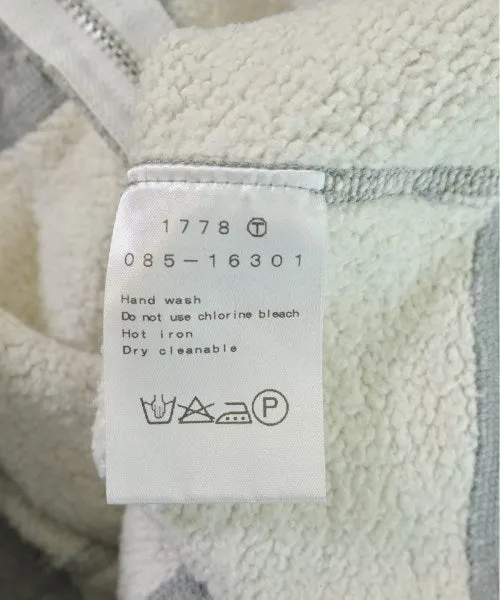 1778 Ⓣ
085-16301
Hand wash
Do not use chlorine bleach
Hot iron
Dry cleanable
P